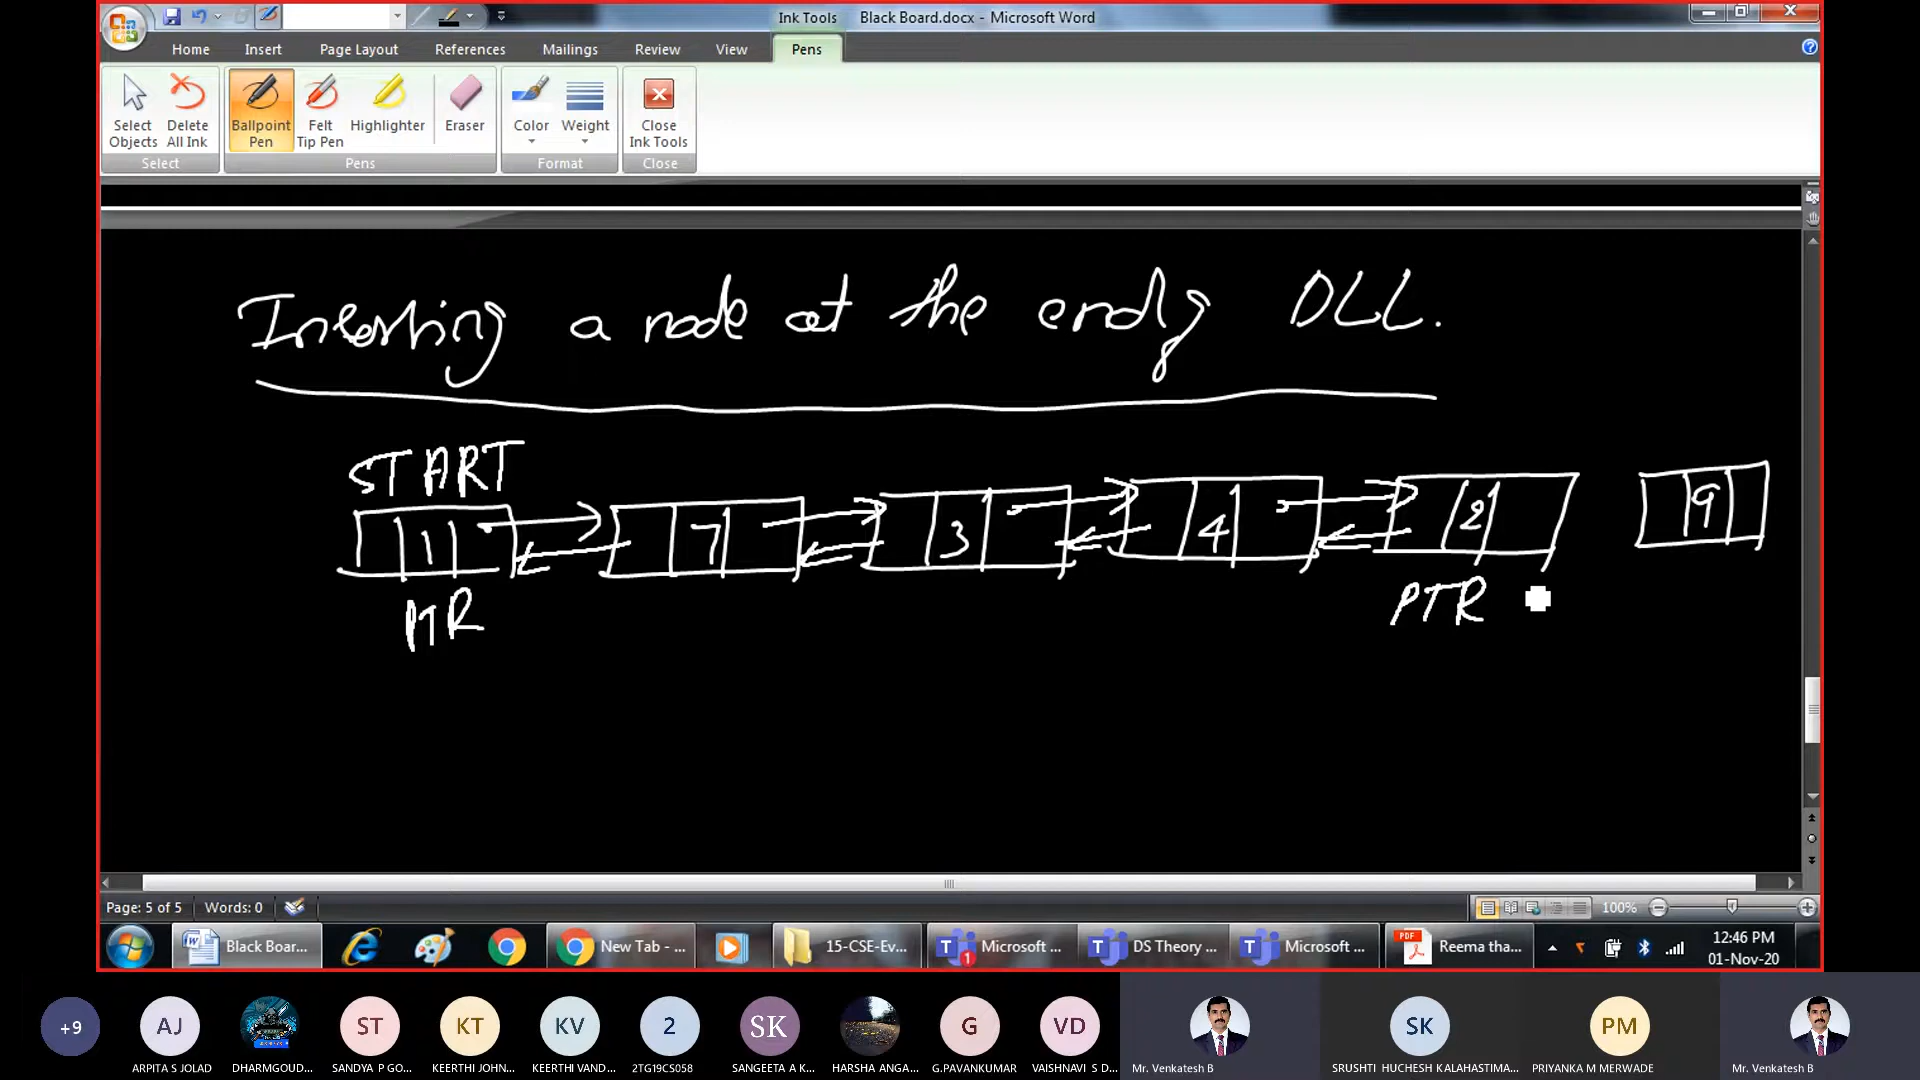 Ink Tools Black Board.docx - Microsoft Word
Home Insert Page Layout References Mailings Review View Pens
Select Objects Delete All Ink Ballpoint Pen Felt Tip Pen Highlighter Eraser Color Weight Close Ink Tools
Select Pens Format Close
Inserting a node at the end of DLL.
START
1 7 3 4 2 9
PTR PTR
Page: 5 of 5 Words: 0 100%
Black Boar... New Tab - ... 15-CSE-Ev... Microsoft ... 1 DS Theory ... Microsoft ... PDF Reema tha... 12:46 PM
01-Nov-20
+9 AJ ST KT KV 2 SK G VD SK PM
ARPITA S JOLAD DHARMGOUD... SANDYA P GO... KEERTHI JOHN... KEERTHI VAND... 2TG19CS058 SANGEETA A K... HARSHA ANGA... G.PAVANKUMAR VAISHNAVI S D... Mr. Venkatesh B SRUSHTI HUCHESH KALAHASTIMA... PRIYANKA M MERWADE Mr. Venkatesh B